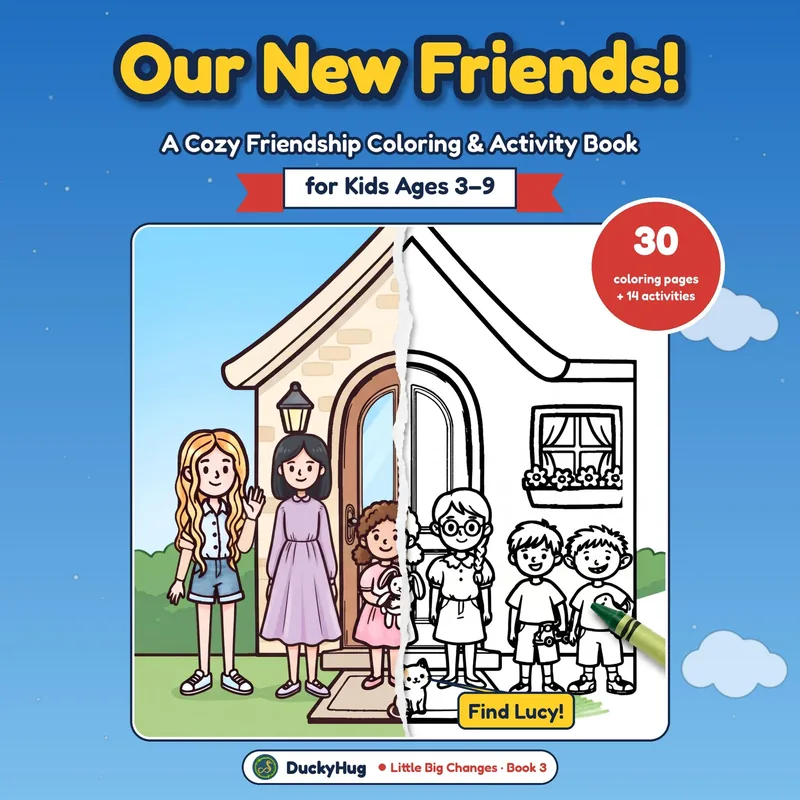 Our New Friends!
A Cozy Friendship Coloring & Activity Book
for Kids Ages 3–9
30
coloring pages
+ 14 activities
Find Lucy!
DuckyHug • Little Big Changes · Book 3